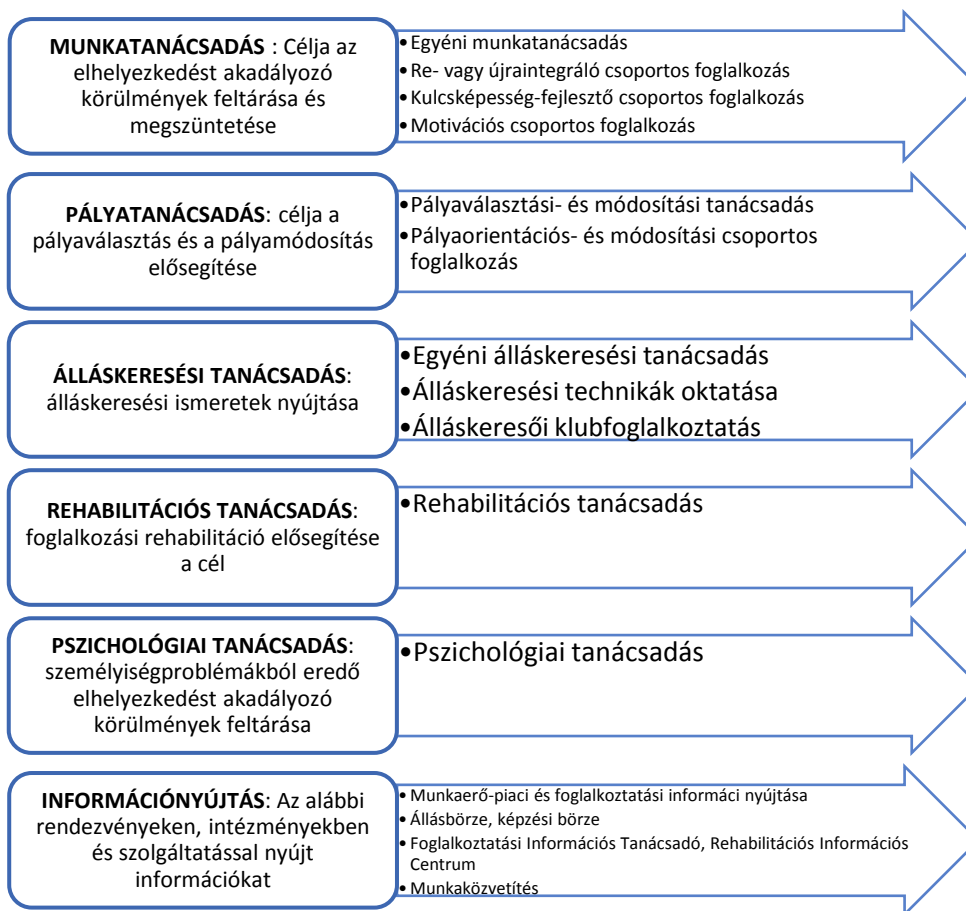 MUNKATANÁCSADÁS : Célja az
elhelyezkedést akadályozó
körülmények feltárása és
megszüntetése
•Egyéni munkatanácsadás
•Re- vagy újraintegráló csoportos foglalkozás
•Kulcsképesség-fejlesztő csoportos foglalkozás
•Motivációs csoportos foglalkozás
PÁLYATANÁCSADÁS: célja a
pályaválasztás és a pályamódosítás
elősegítése
•Pályaválasztási- és módosítási tanácsadás
•Pályaorientációs- és módosítási csoportos
foglalkozás
ÁLLÁSKERESÉSI TANÁCSADÁS:
álláskeresési ismeretek nyújtása
•Egyéni álláskeresési tanácsadás
•Álláskeresési technikák oktatása
•Álláskeresői klubfoglalkoztatás
REHABILITÁCIÓS TANÁCSADÁS:
foglalkozási rehabilitáció elősegítése
a cél
•Rehabilitációs tanácsadás
PSZICHOLÓGIAI TANÁCSADÁS:
személyiségproblémákból eredő
elhelyezkedést akadályozó
körülmények feltárása
•Pszichológiai tanácsadás
INFORMÁCIÓNYÚJTÁS: Az alábbi
rendezvényeken, intézményekben
és szolgáltatással nyújt
információkat
•Munkaerő-piaci és foglalkoztatási informáci nyújtása
•Állásbörze, képzési börze
•Foglalkoztatási Információs Tanácsadó, Rehabilitációs Információs
Centrum
•Munkaközvetítés